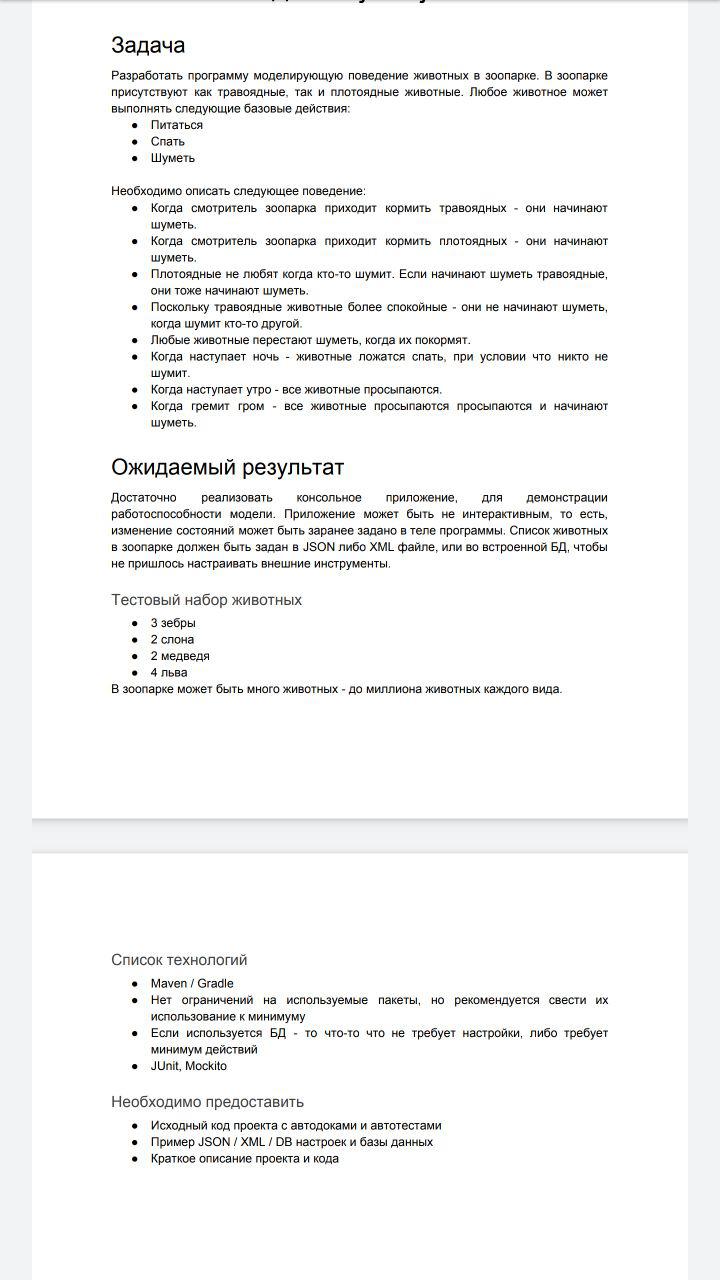 Задача
Разработать программу моделирующую поведение животных в зоопарке. В зоопарке
присутствуют как травоядные, так и плотоядные животные. Любое животное может
выполнять следующие базовые действия:
● Питаться
● Спать
● Шуметь
Необходимо описать следующее поведение:
● Когда смотритель зоопарка приходит кормить травоядных - они начинают
шуметь.
● Когда смотритель зоопарка приходит кормить плотоядных - они начинают
шуметь.
● Плотоядные не любят когда кто-то шумит. Если начинают шуметь травоядные,
они тоже начинают шуметь.
● Поскольку травоядные животные более спокойные - они не начинают шуметь,
когда шумит кто-то другой.
● Любые животные перестают шуметь, когда их покормят.
● Когда наступает ночь - животные ложатся спать, при условии что никто не
шумит.
● Когда наступает утро - все животные просыпаются.
● Когда гремит гром - все животные просыпаются просыпаются и начинают
шуметь.
Ожидаемый результат
Достаточно реализовать консольное приложение, для демонстрации
работоспособности модели. Приложение может быть не интерактивным, то есть,
изменение состояний может быть заранее задано в теле программы. Список животных
в зоопарке должен быть задан в JSON либо XML файле, или во встроенной БД, чтобы
не пришлось настраивать внешние инструменты.
Тестовый набор животных
● 3 зебры
● 2 слона
● 2 медведя
● 4 льва
В зоопарке может быть много животных - до миллиона животных каждого вида.
Список технологий
● Maven / Gradle
● Нет ограничений на используемые пакеты, но рекомендуется свести их
использование к минимуму
● Если используется БД - то что-то что не требует настройки, либо требует
минимум действий
● JUnit, Mockito
Необходимо предоставить
● Исходный код проекта с автодоками и автотестами
● Пример JSON / XML / DB настроек и базы данных
● Краткое описание проекта и кода